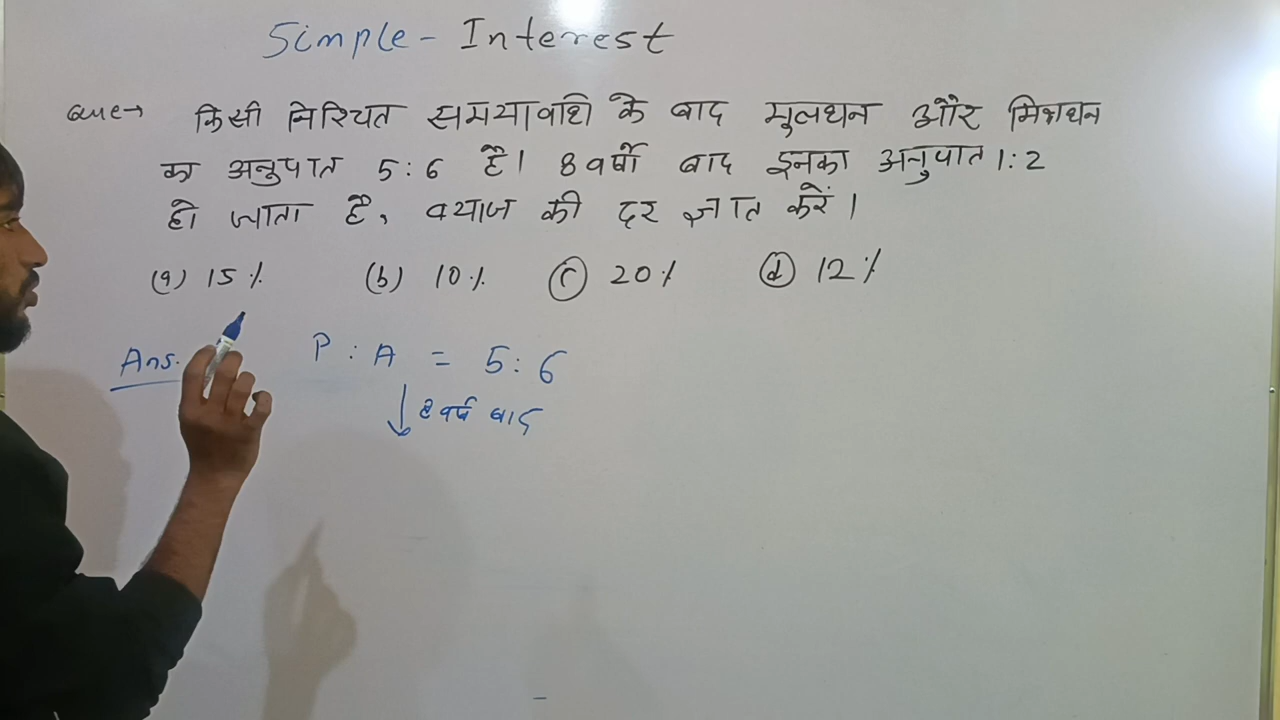 Simple - Interest
Que→ किसी निश्चित समयावधि के बाद मुलधन और मिश्रधन
का अनुपात 5:6 है। 8 वर्षो बाद इनका अनुपात 1:2
हो जाता है, वयाज की दर ज्ञात करें।
(a) 15% (b) 10% (c) 20% (d) 12%
Ans. P : A = 5:6
↓ 8 वर्ष बाद